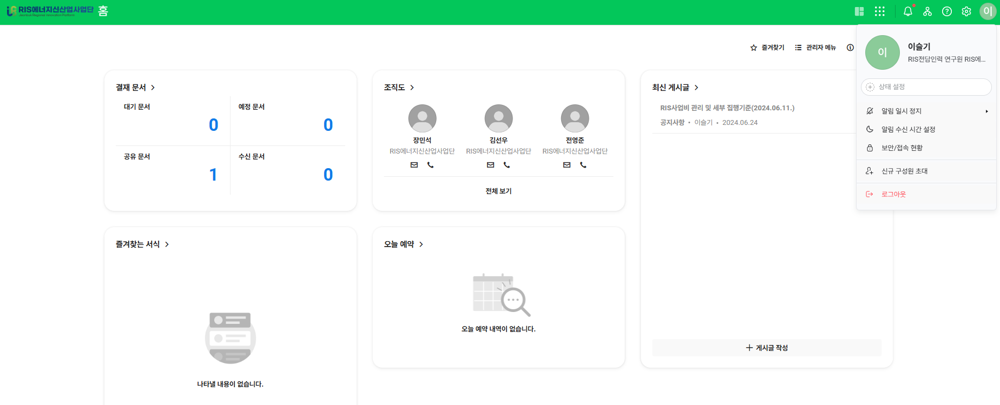 RIS에너지신산업사업단 홈
Jeonbuk Regional Innovation Platform
이
즐겨찾기
관리자 메뉴
이
이슬기
RIS전담인력 연구원 RIS에...
상태 설정
알림 일시 정지
알림 수신 시간 설정
보안/접속 현황
신규 구성원 초대
로그아웃
결재 문서
대기 문서
0
예정 문서
0
공유 문서
1
수신 문서
0
조직도
장민석
RIS에너지신산업사업단
김선우
RIS에너지신산업사업단
전영준
RIS에너지신산업사업단
전체 보기
최신 게시글
RIS사업비 관리 및 세부 집행기준(2024.06.11.)
공지사항 • 이슬기 • 2024.06.24
게시글 작성
즐겨찾는 서식
나타낼 내용이 없습니다.
오늘 예약
오늘 예약 내역이 없습니다.